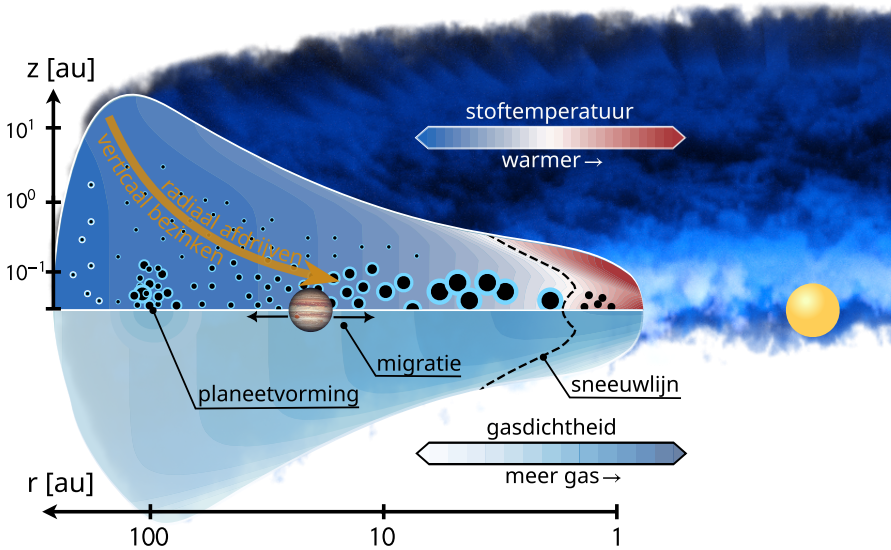 z [au]
10¹
10⁰
10⁻¹
stoftemperatuur
warmer→
radiaal afdrijven
verticaal bezinken
migratie
planeetvorming
sneeuwlijn
gasdichtheid
meer gas→
r [au]
100
10
1